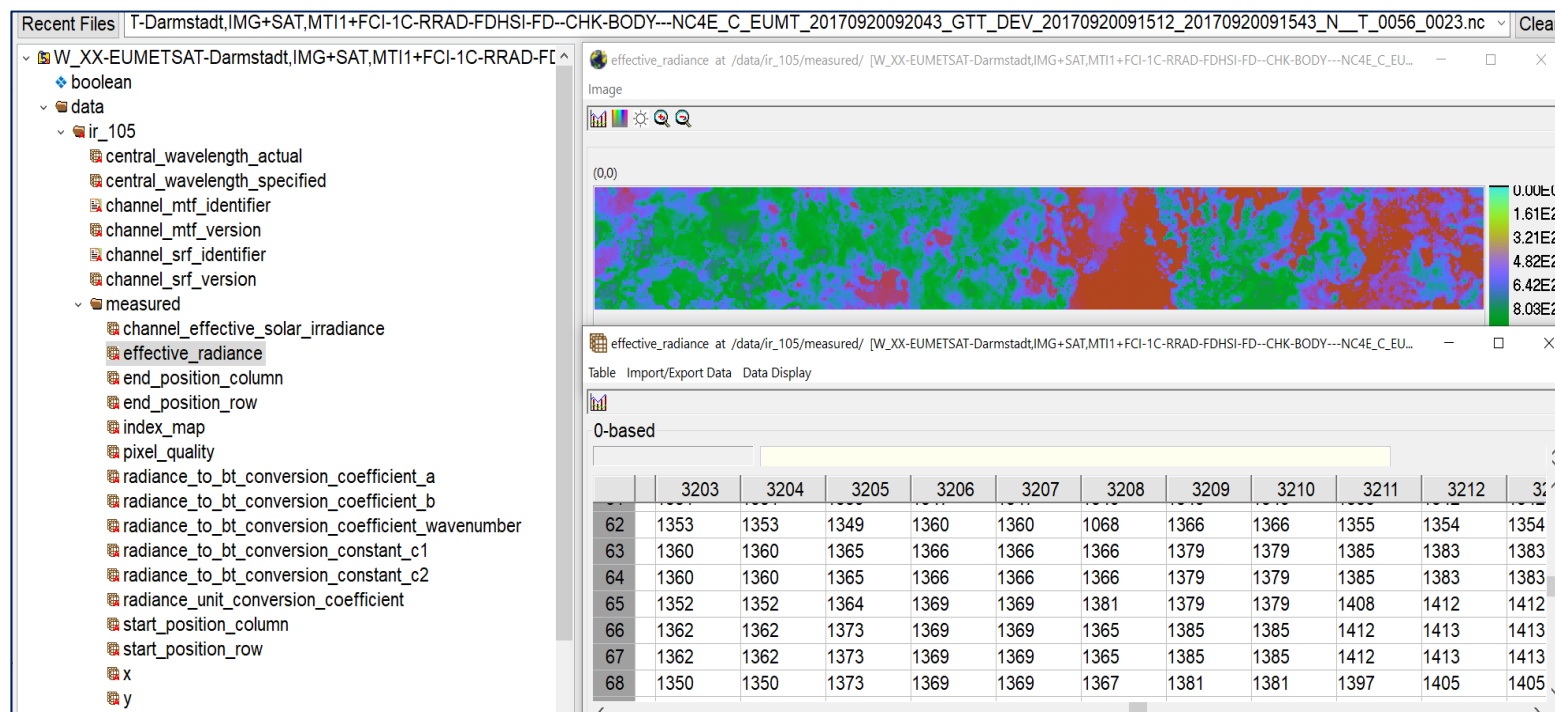 Recent Files T-Darmstadt,IMG+SAT,MTI1+FCI-1C-RRAD-FDHSI-FD--CHK-BODY---NC4E_C_EUMT_20170920092043_GTT_DEV_20170920091512_20170920091543_N__T_0056_0023.nc Clear
W_XX-EUMETSAT-Darmstadt,IMG+SAT,MTI1+FCI-1C-RRAD-FD
boolean
data
ir_105
central_wavelength_actual
central_wavelength_specified
channel_mtf_identifier
channel_mtf_version
channel_srf_identifier
channel_srf_version
measured
channel_effective_solar_irradiance
effective_radiance
end_position_column
end_position_row
index_map
pixel_quality
radiance_to_bt_conversion_coefficient_a
radiance_to_bt_conversion_coefficient_b
radiance_to_bt_conversion_coefficient_wavenumber
radiance_to_bt_conversion_constant_c1
radiance_to_bt_conversion_constant_c2
radiance_unit_conversion_coefficient
start_position_column
start_position_row
x
y
effective_radiance at /data/ir_105/measured/ [W_XX-EUMETSAT-Darmstadt,IMG+SAT,MTI1+FCI-1C-RRAD-FDHSI-FD--CHK-BODY---NC4E_C_EU...
Image
(0,0)
0.00E0
1.61E2
3.21E2
4.82E2
6.42E2
8.03E2
effective_radiance at /data/ir_105/measured/ [W_XX-EUMETSAT-Darmstadt,IMG+SAT,MTI1+FCI-1C-RRAD-FDHSI-FD--CHK-BODY---NC4E_C_EU...
Table Import/Export Data Data Display
0-based
3203 3204 3205 3206 3207 3208 3209 3210 3211 3212
62 1353 1353 1349 1360 1360 1068 1366 1366 1355 1354 1354
63 1360 1360 1365 1366 1366 1366 1379 1379 1385 1383 1383
64 1360 1360 1365 1366 1366 1366 1379 1379 1385 1383 1383
65 1352 1352 1364 1369 1369 1381 1379 1379 1408 1412 1412
66 1362 1362 1373 1369 1369 1365 1385 1385 1412 1413 1413
67 1362 1362 1373 1369 1369 1365 1385 1385 1412 1413 1413
68 1350 1350 1373 1369 1369 1367 1381 1381 1397 1405 1405